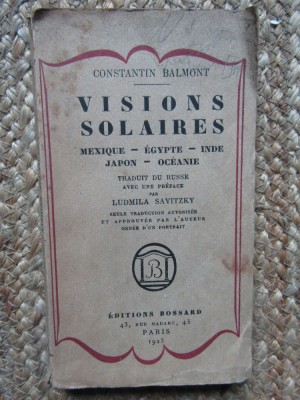 CONSTANTIN BALMONT
VISIONS
SOLAIRES
MEXIQUE — ÉGYPTE — INDE
JAPON — OCÉANIE
TRADUIT DU RUSSE
AVEC UNE PRÉFACE
PAR
LUDMILA SAVITZKY
SEULE TRADUCTION AUTORISÉE
ET APPROUVÉE PAR L'AUTEUR
ORNÉE D'UN PORTRAIT
B
ÉDITIONS BOSSARD
43, RUE MADAME, 43
PARIS
1923